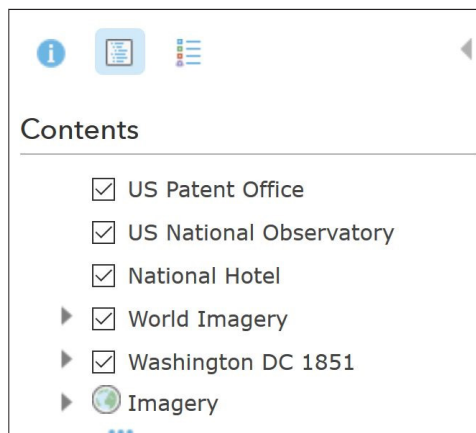 Contents
US Patent Office
US National Observatory
National Hotel
World Imagery
Washington DC 1851
Imagery